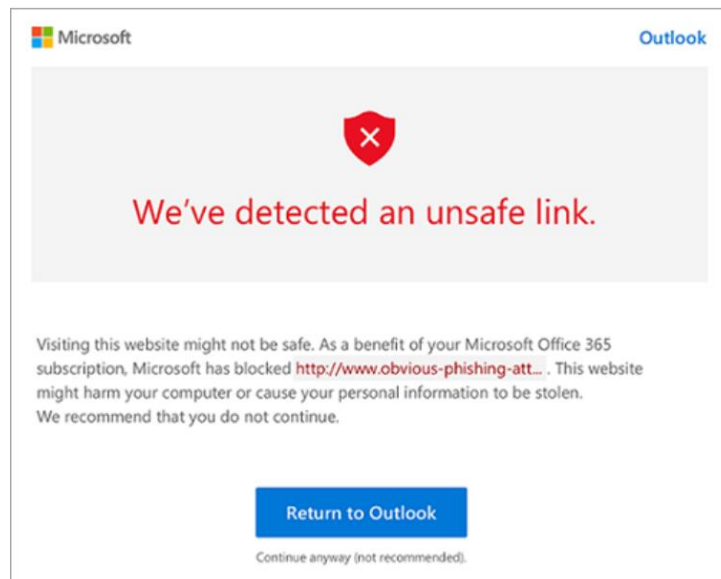 Microsoft
Outlook
We've detected an unsafe link.
Visiting this website might not be safe. As a benefit of your Microsoft Office 365
subscription, Microsoft has blocked http://www.obvious-phishing-att... . This website
might harm your computer or cause your personal information to be stolen.
We recommend that you do not continue.
Return to Outlook
Continue anyway (not recommended).